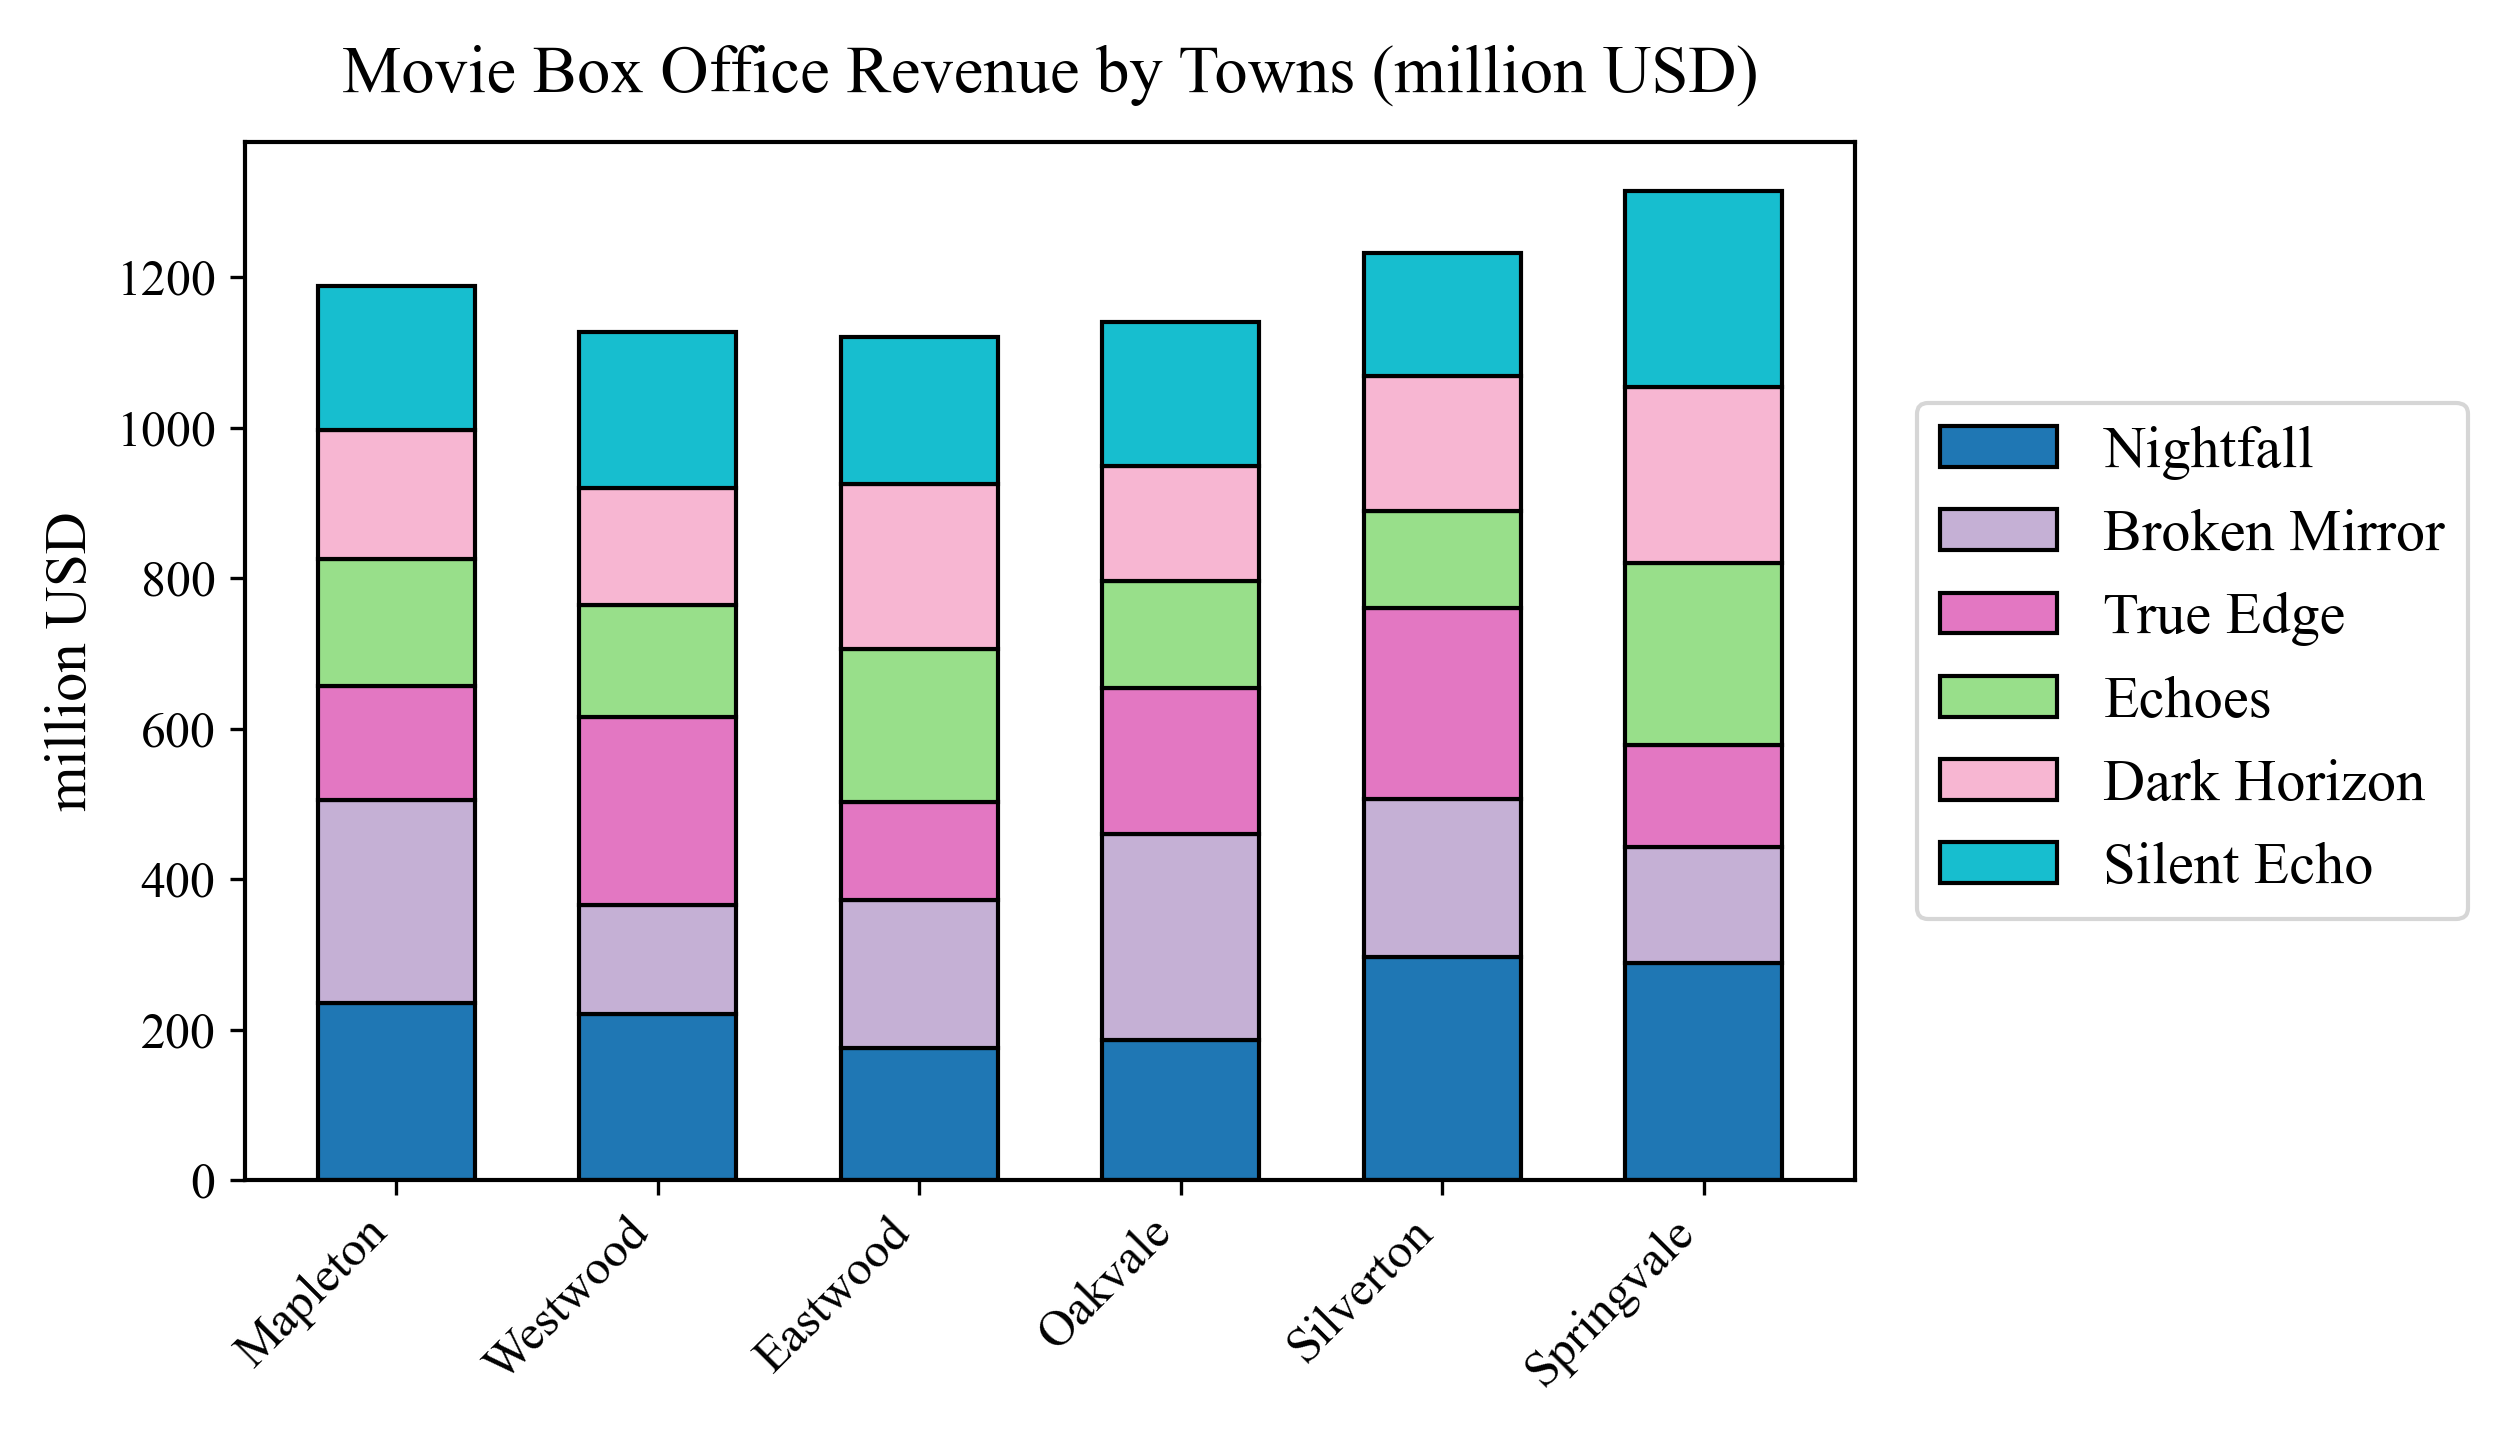 Movie Box Office Revenue by Towns (million USD)
million USD
1200
1000
800
600
400
200
0
Mapleton
Westwood
Eastwood
Oakvale
Silverton
Springvale
Nightfall
Broken Mirror
True Edge
Echoes
Dark Horizon
Silent Echo